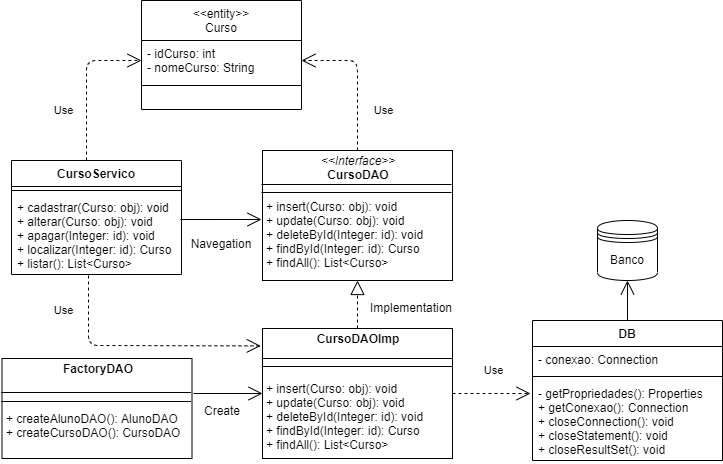 <<entity>>
Curso
- idCurso: int
- nomeCurso: String
Use
Use
CursoServico
+ cadastrar(Curso: obj): void
+ alterar(Curso: obj): void
+ apagar(Integer: id): void
+ localizar(Integer: id): Curso
+ listar(): List<Curso>
Navegation
<<Interface>>
CursoDAO
+ insert(Curso: obj): void
+ update(Curso: obj): void
+ deleteById(Integer: id): void
+ findById(Integer: id): Curso
+ findAll(): List<Curso>
Banco
Use
Implementation
FactoryDAO
+ createAlunoDAO(): AlunoDAO
+ createCursoDAO(): CursoDAO
Create
CursoDAOImp
+ insert(Curso: obj): void
+ update(Curso: obj): void
+ deleteById(Integer: id): void
+ findById(Integer: id): Curso
+ findAll(): List<Curso>
Use
DB
- conexao: Connection
- getPropriedades(): Properties
+ getConexao(): Connection
+ closeConnection(): void
+ closeStatement(): void
+ closeResultSet(): void